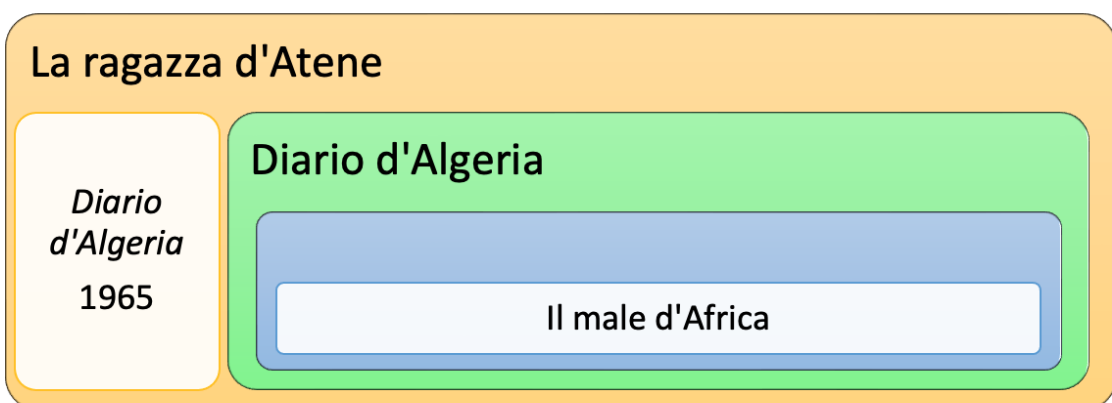 La ragazza d'Atene
Diario
d'Algeria
1965
Diario d'Algeria
Il male d'Africa